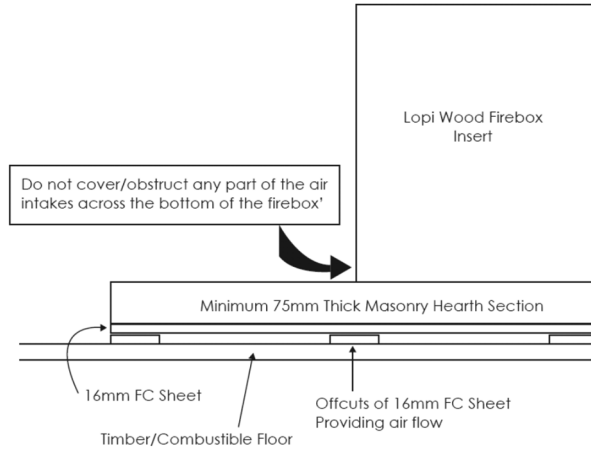 Lopi Wood Firebox
Insert
Do not cover/obstruct any part of the air
intakes across the bottom of the firebox'
Minimum 75mm Thick Masonry Hearth Section
16mm FC Sheet
Offcuts of 16mm FC Sheet
Providing air flow
Timber/Combustible Floor